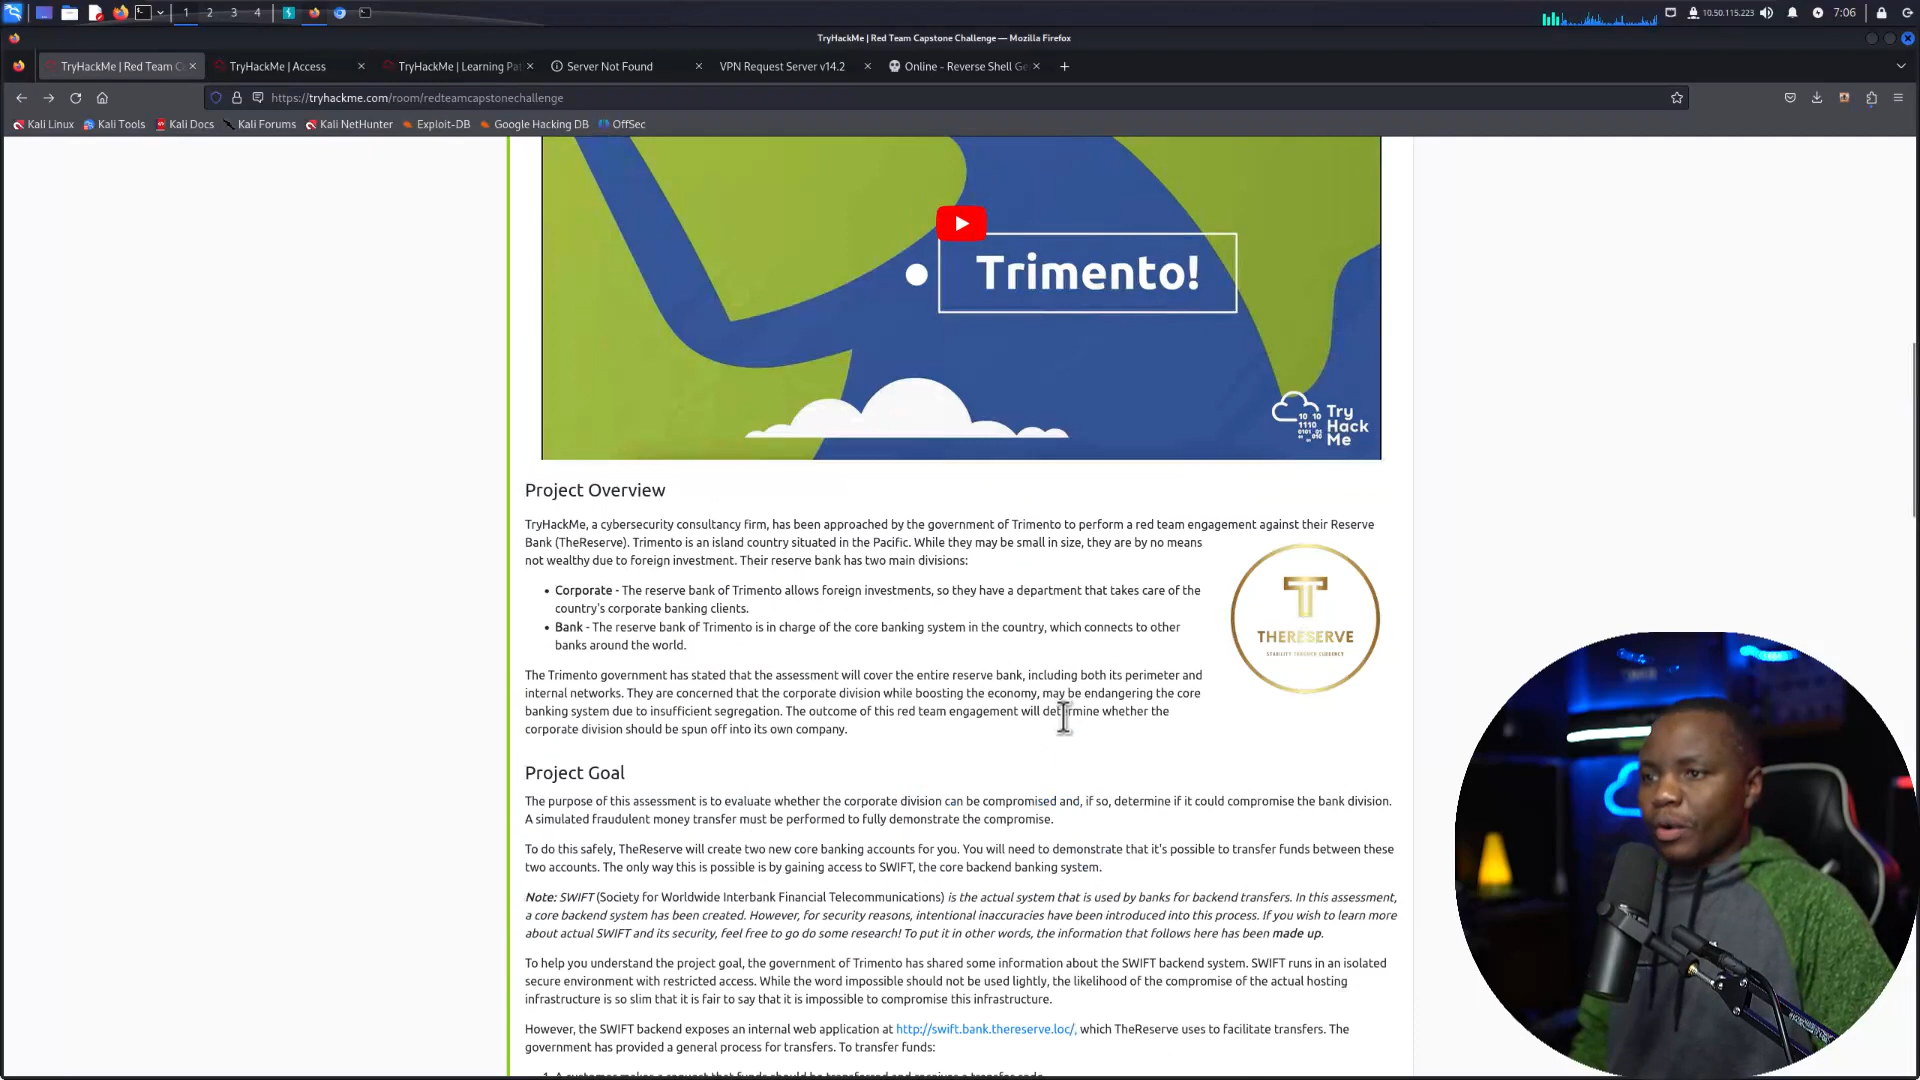 1 2 3 4 10.50.115.223 7:06
TryHackMe | Red Team Capstone Challenge — Mozilla Firefox
TryHackMe | Red Team C TryHackMe | Access TryHackMe | Learning Pat Server Not Found VPN Request Server v14.2 Online - Reverse Shell Ge
https://tryhackme.com/room/redteamcapstonechallenge
Kali Linux Kali Tools Kali Docs Kali Forums Kali NetHunter Exploit-DB Google Hacking DB OffSec
Trimento!
Try
Hack
Me
Project Overview
TryHackMe, a cybersecurity consultancy firm, has been approached by the government of Trimento to perform a red team engagement against their Reserve
Bank (TheReserve). Trimento is an island country situated in the Pacific. While they may be small in size, they are by no means
not wealthy due to foreign investment. Their reserve bank has two main divisions:
• Corporate - The reserve bank of Trimento allows foreign investments, so they have a department that takes care of the
country's corporate banking clients.
• Bank - The reserve bank of Trimento is in charge of the core banking system in the country, which connects to other
banks around the world.
THERESERVE
STABILITY THROUGH CURRENCY
The Trimento government has stated that the assessment will cover the entire reserve bank, including both its perimeter and
internal networks. They are concerned that the corporate division while boosting the economy, may be endangering the core
banking system due to insufficient segregation. The outcome of this red team engagement will determine whether the
corporate division should be spun off into its own company.
Project Goal
The purpose of this assessment is to evaluate whether the corporate division can be compromised and, if so, determine if it could compromise the bank division.
A simulated fraudulent money transfer must be performed to fully demonstrate the compromise.
To do this safely, TheReserve will create two new core banking accounts for you. You will need to demonstrate that it's possible to transfer funds between these
two accounts. The only way this is possible is by gaining access to SWIFT, the core backend banking system.
Note: SWIFT (Society for Worldwide Interbank Financial Telecommunications) is the actual system that is used by banks for backend transfers. In this assessment,
a core backend system has been created. However, for security reasons, intentional inaccuracies have been introduced into this process. If you wish to learn more
about actual SWIFT and its security, feel free to go do some research! To put it in other words, the information that follows here has been made up.
To help you understand the project goal, the government of Trimento has shared some information about the SWIFT backend system. SWIFT runs in an isolated
secure environment with restricted access. While the word impossible should not be used lightly, the likelihood of the compromise of the actual hosting
infrastructure is so slim that it is fair to say that it is impossible to compromise this infrastructure.
However, the SWIFT backend exposes an internal web application at http://swift.bank.thereserve.loc/, which TheReserve uses to facilitate transfers. The
government has provided a general process for transfers. To transfer funds:
1. A customer makes a request that funds should be transferred and receives a transfer code.